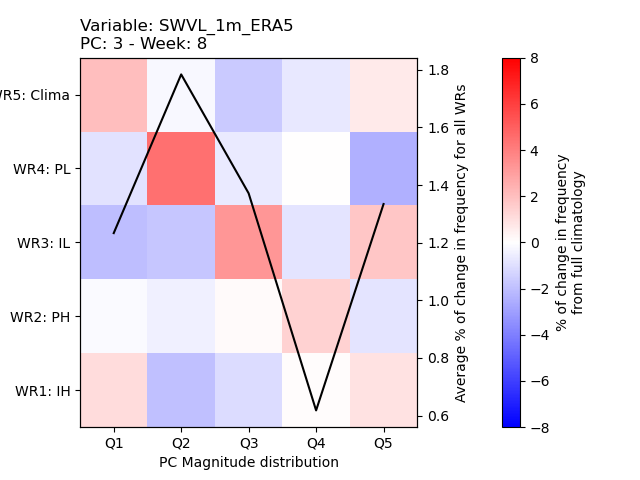 Variable: SWVL_1m_ERA5
PC: 3 - Week: 8
WR5: Clima
WR4: PL
WR3: IL
WR2: PH
WR1: IH
Q1 Q2 Q3 Q4 Q5
PC Magnitude distribution
1.8
1.6
1.4
1.2
1.0
0.8
0.6
Average % of change in frequency for all WRs
8
6
4
2
0
−2
−4
−6
−8
% of change in frequency
from full climatology